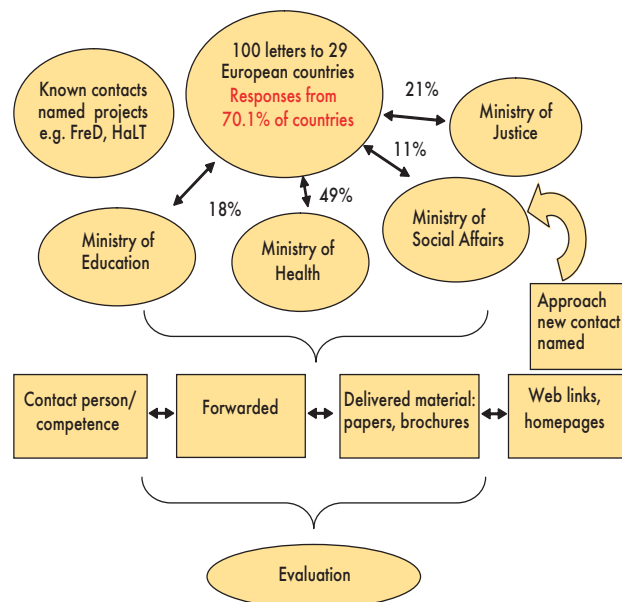 100 letters to 29
European countries
Responses from
70.1% of countries
Known contacts
named projects
e.g. FreD, HaLT
21%
Ministry of
Justice
11%
18%
49%
Ministry of
Education
Ministry of
Health
Ministry of
Social Affairs
Approach
new contact
named
Contact person/
competence
Forwarded
Delivered material:
papers, brochures
Web links,
homepages
Evaluation